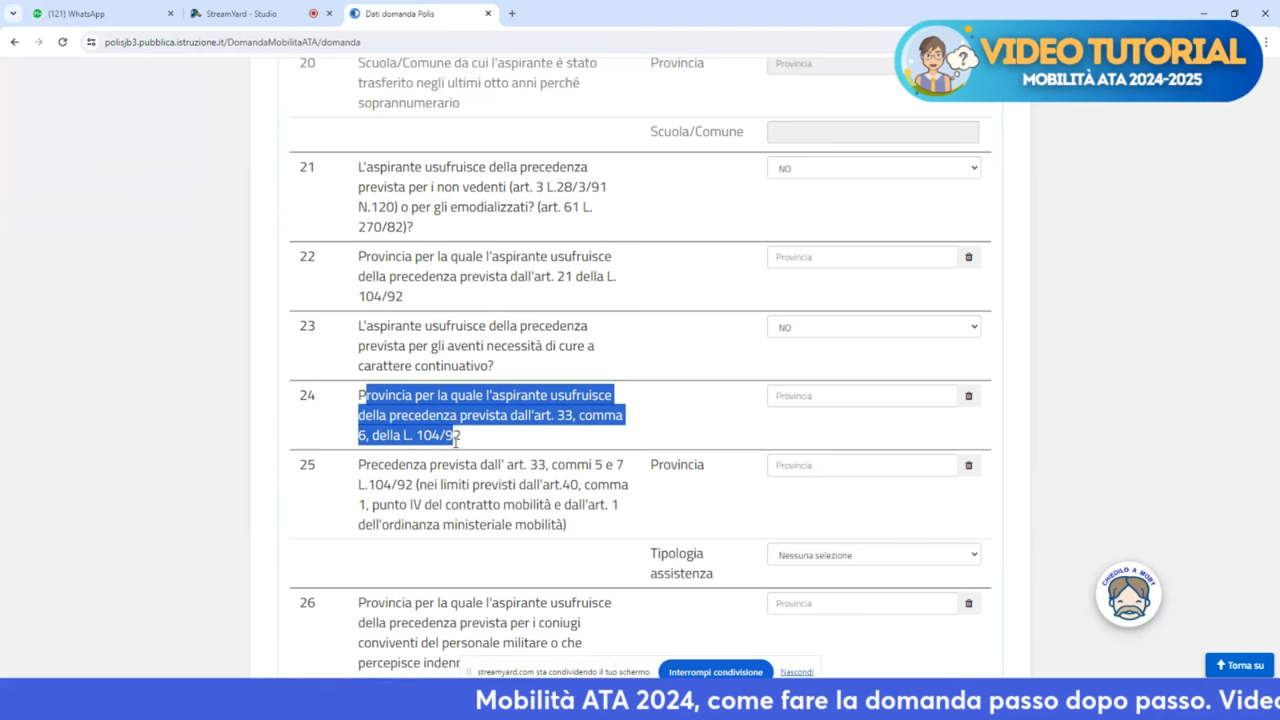 (121) WhatsApp
StreamYard - Studio
Dati domanda Polis
polisjb3.pubblica.istruzione.it/DomandaMobilitaATA/domanda
VIDEO TUTORIAL
MOBILITÀ ATA 2024-2025
?
20
Scuola/Comune da cui l'aspirante é stato
trasferito negli ultimi otto anni perché
soprannumerario
Provincia
Provincia
Scuola/Comune
21
L'aspirante usufruisce della precedenza
prevista per i non vedenti (art. 3 L.28/3/91
N.120) o per gli emodializzati? (art. 61 L.
270/82)?
NO
22
Provincia per la quale l'aspirante usufruisce
della precedenza prevista dall'art. 21 della L.
104/92
Provincia
23
L'aspirante usufruisce della precedenza
prevista per gli aventi necessità di cure a
carattere continuativo?
NO
24
Provincia per la quale l'aspirante usufruisce
della precedenza prevista dall'art. 33, comma
6, della L. 104/92
Provincia
25
Precedenza prevista dall' art. 33, commi 5 e 7
L.104/92 (nei limiti previsti dall'art.40, comma
1, punto IV del contratto mobilità e dall'art. 1
dell'ordinanza ministeriale mobilità)
Provincia
Provincia
Tipologia
assistenza
Nessuna selezione
26
Provincia per la quale l'aspirante usufruisce
della precedenza prevista per i coniugi
conviventi del personale militare o che
percepisce indenn
Provincia
CHIEDILO A MOBY
streamyard.com sta condividendo il tuo schermo.
Interrompi condivisione
Nascondi
Torna su
Mobilità ATA 2024, come fare la domanda passo dopo passo. Vide